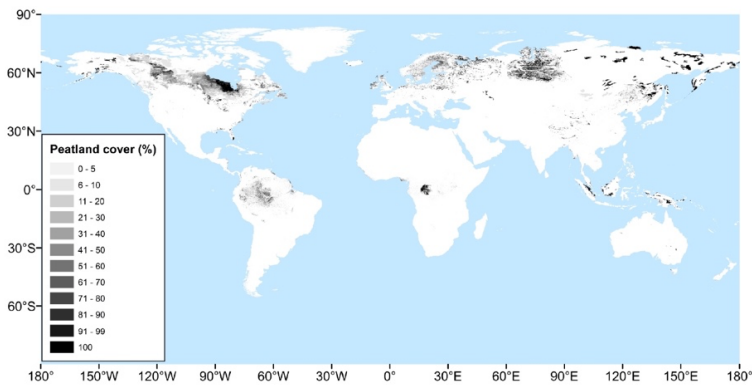 90°
60°N
30°N
0°
30°S
60°S
Peatland cover (%)
0 - 5
6 - 10
11 - 20
21 - 30
31 - 40
41 - 50
51 - 60
61 - 70
71 - 80
81 - 90
91 - 99
100
180 150°W 120°W 90°W 60°W 30°W 0° 30°E 60°E 90°E 120°E 150°E 180